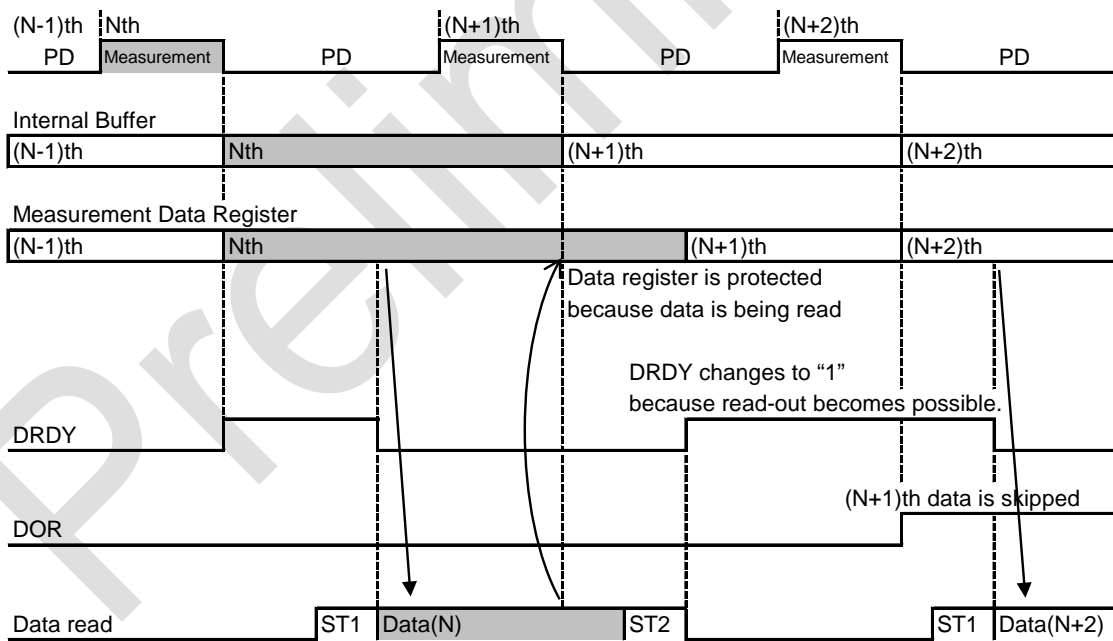 (N-1)th Nth (N+1)th (N+2)th
PD Measurement PD Measurement PD Measurement PD
Internal Buffer
(N-1)th Nth (N+1)th (N+2)th
Measurement Data Register
(N-1)th Nth (N+1)th (N+2)th
Data register is protected
because data is being read
DRDY changes to “1”
because read-out becomes possible.
DRDY
(N+1)th data is skipped
DOR
Data read ST1 Data(N) ST2 ST1 Data(N+2)